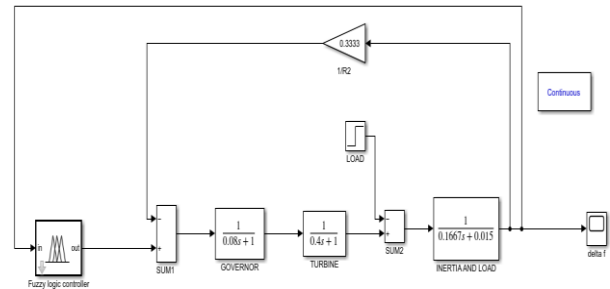 0.3333
1/R2
Continuous
LOAD
in
out
Fuzzy logic controller
−
+
SUM1
1
0.08s + 1
GOVERNOR
1
0.4s + 1
TURBINE
−
+
SUM2
1
0.1667s + 0.015
INERTIA AND LOAD
delta f